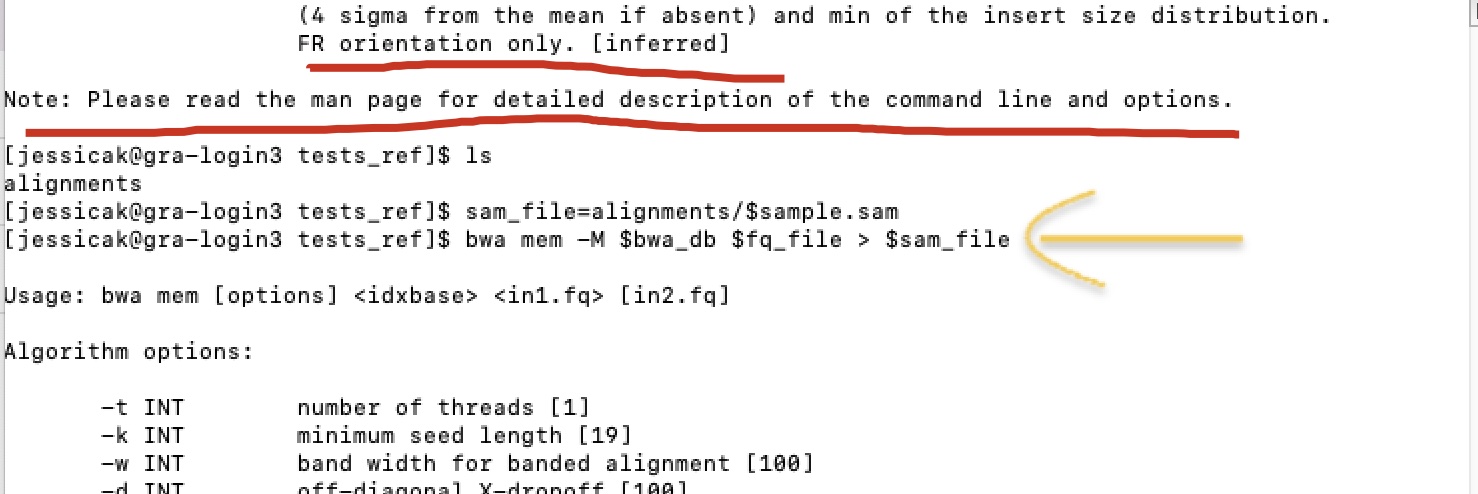 (4 sigma from the mean if absent) and min of the insert size distribution.
FR orientation only. [inferred]
Note: Please read the man page for detailed description of the command line and options.
[jessicak@gra-login3 tests_ref]$ ls
alignments
[jessicak@gra-login3 tests_ref]$ sam_file=alignments/$sample.sam
[jessicak@gra-login3 tests_ref]$ bwa mem -M $bwa_db $fq_file > $sam_file
Usage: bwa mem [options] <idxbase> <in1.fq> [in2.fq]
Algorithm options:
-t INT number of threads [1]
-k INT minimum seed length [19]
-w INT band width for banded alignment [100]
-d INT off-diagonal X-dropoff [100]